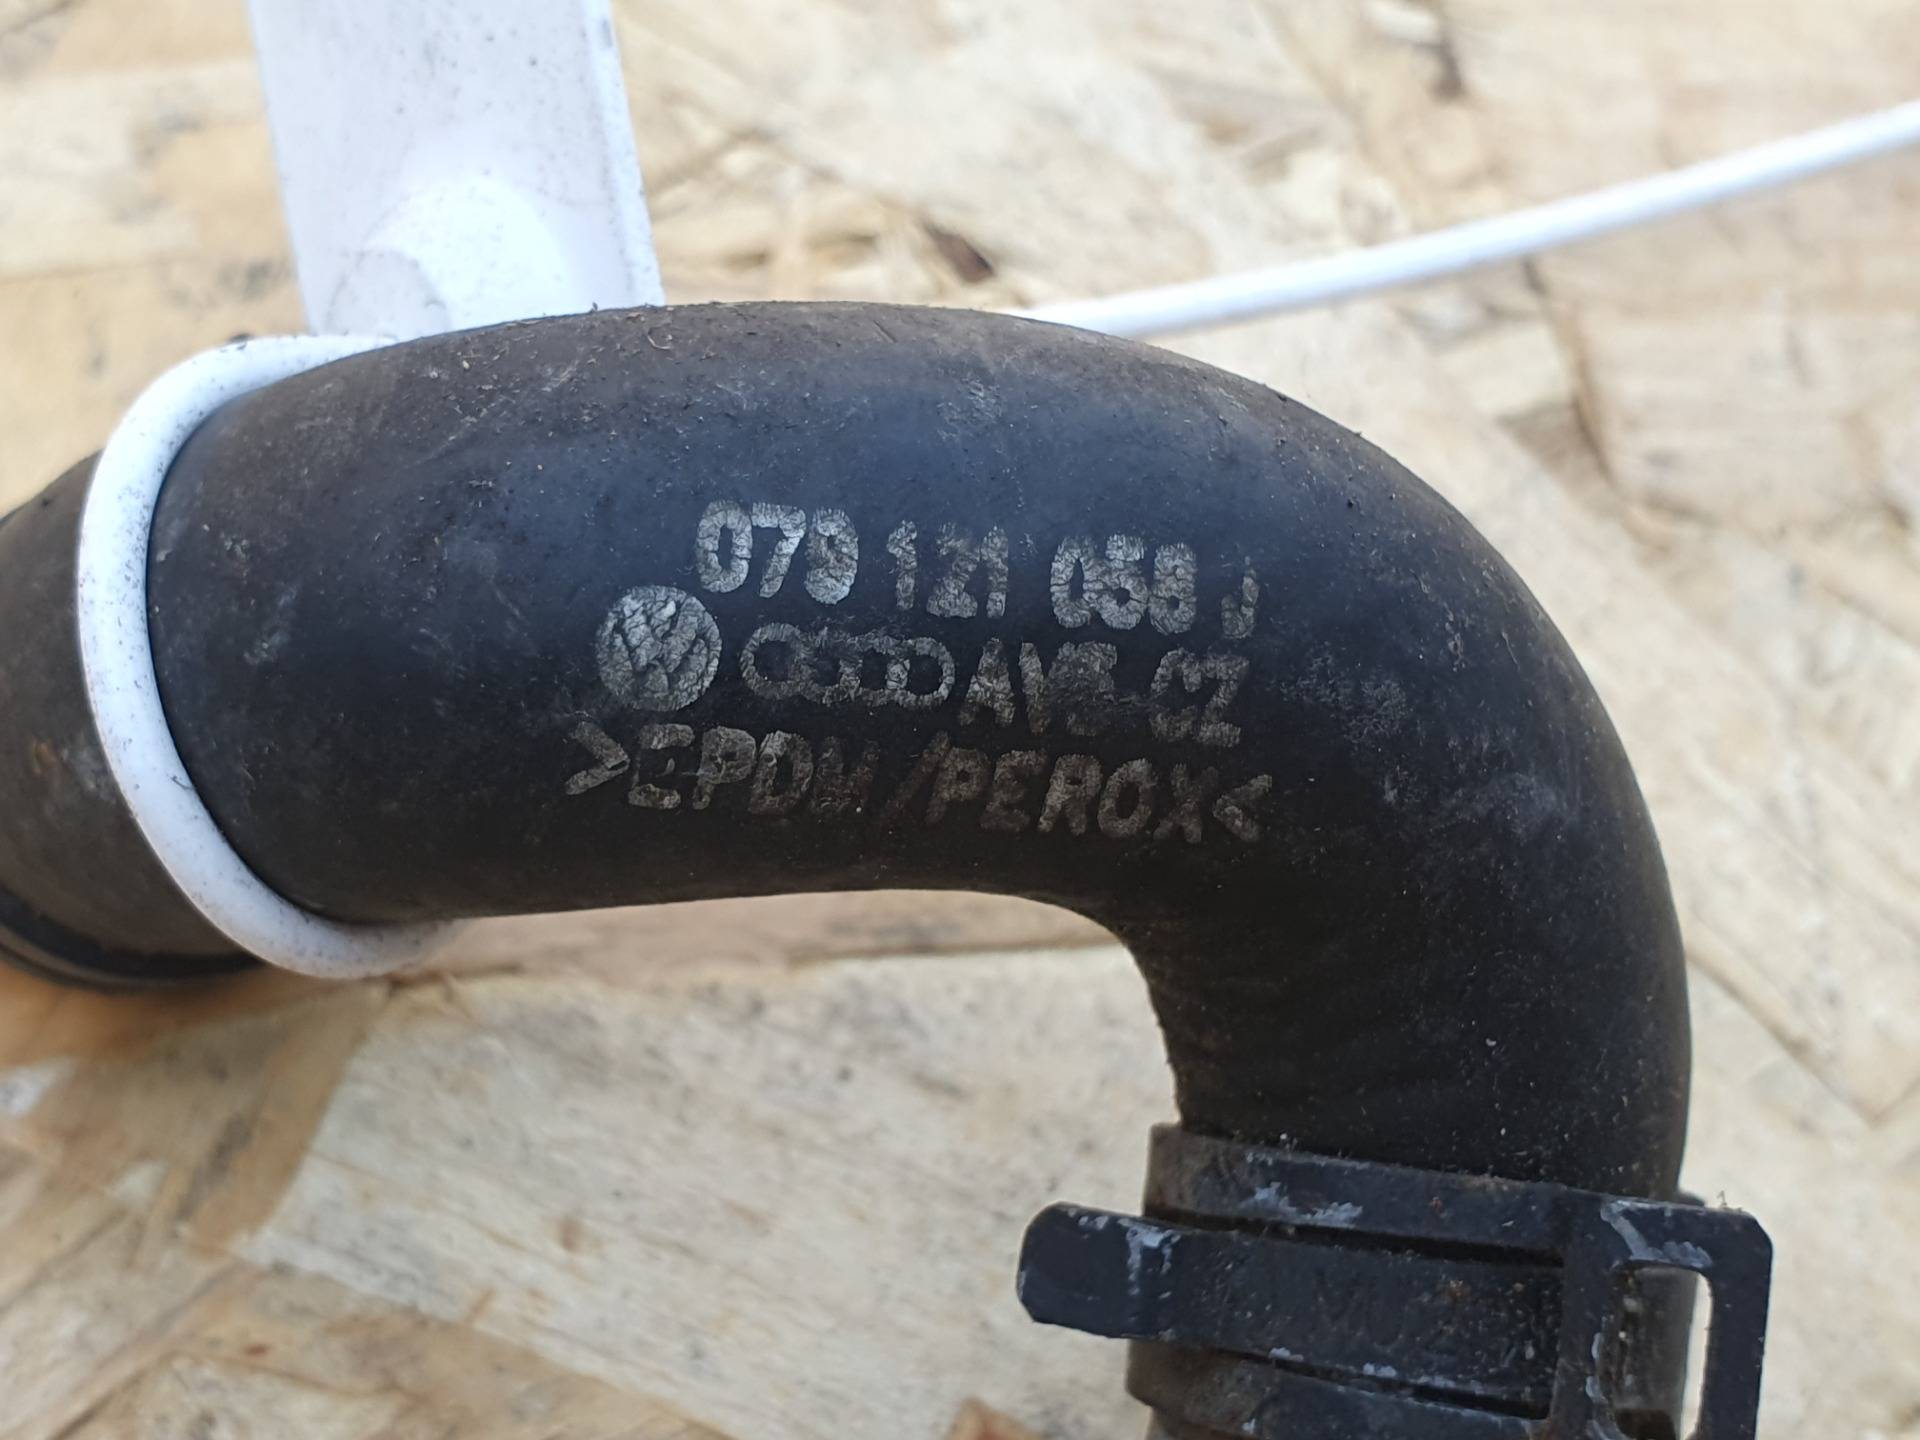 079 121 058 J
AVS CZ
>EPDM/PEROX<